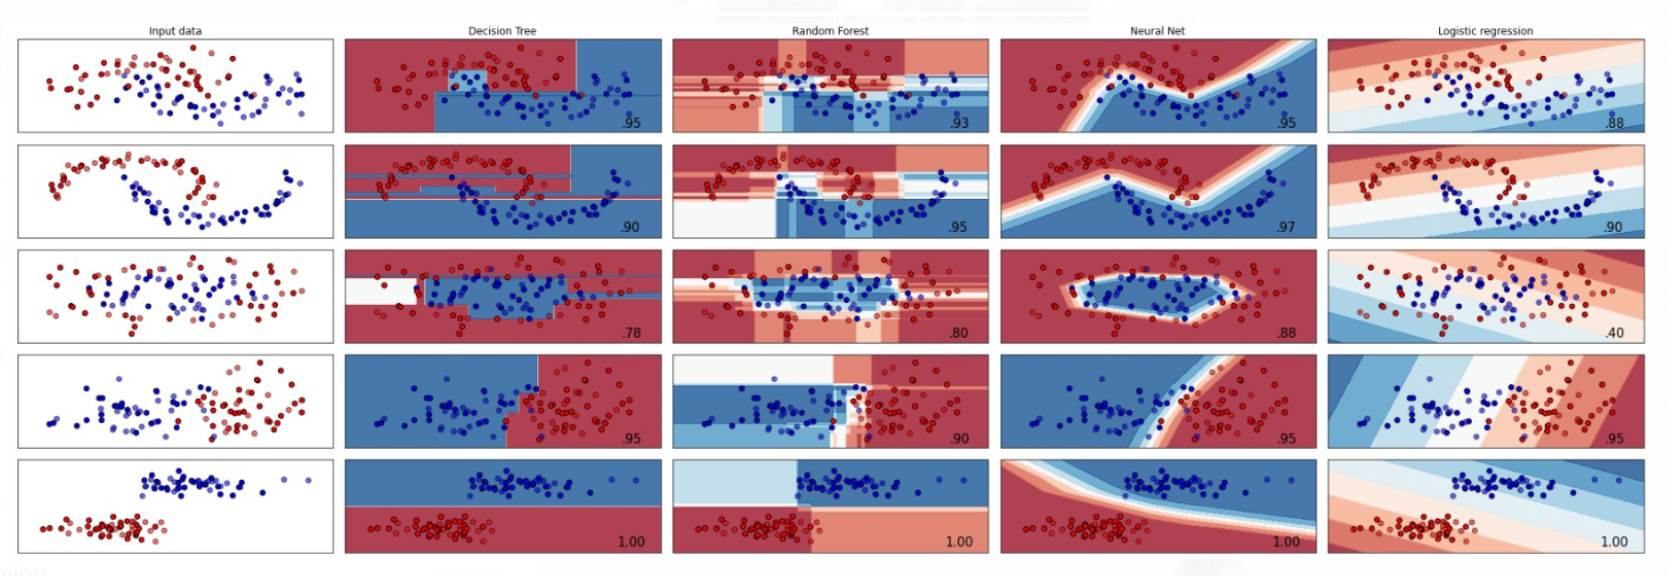 Input data Decision Tree Random Forest Neural Net Logistic regression
.95 .93 .95 .88
.90 .95 .97 .90
.78 .80 .88 .40
.95 .90 .95 .95
1.00 1.00 1.00 1.00